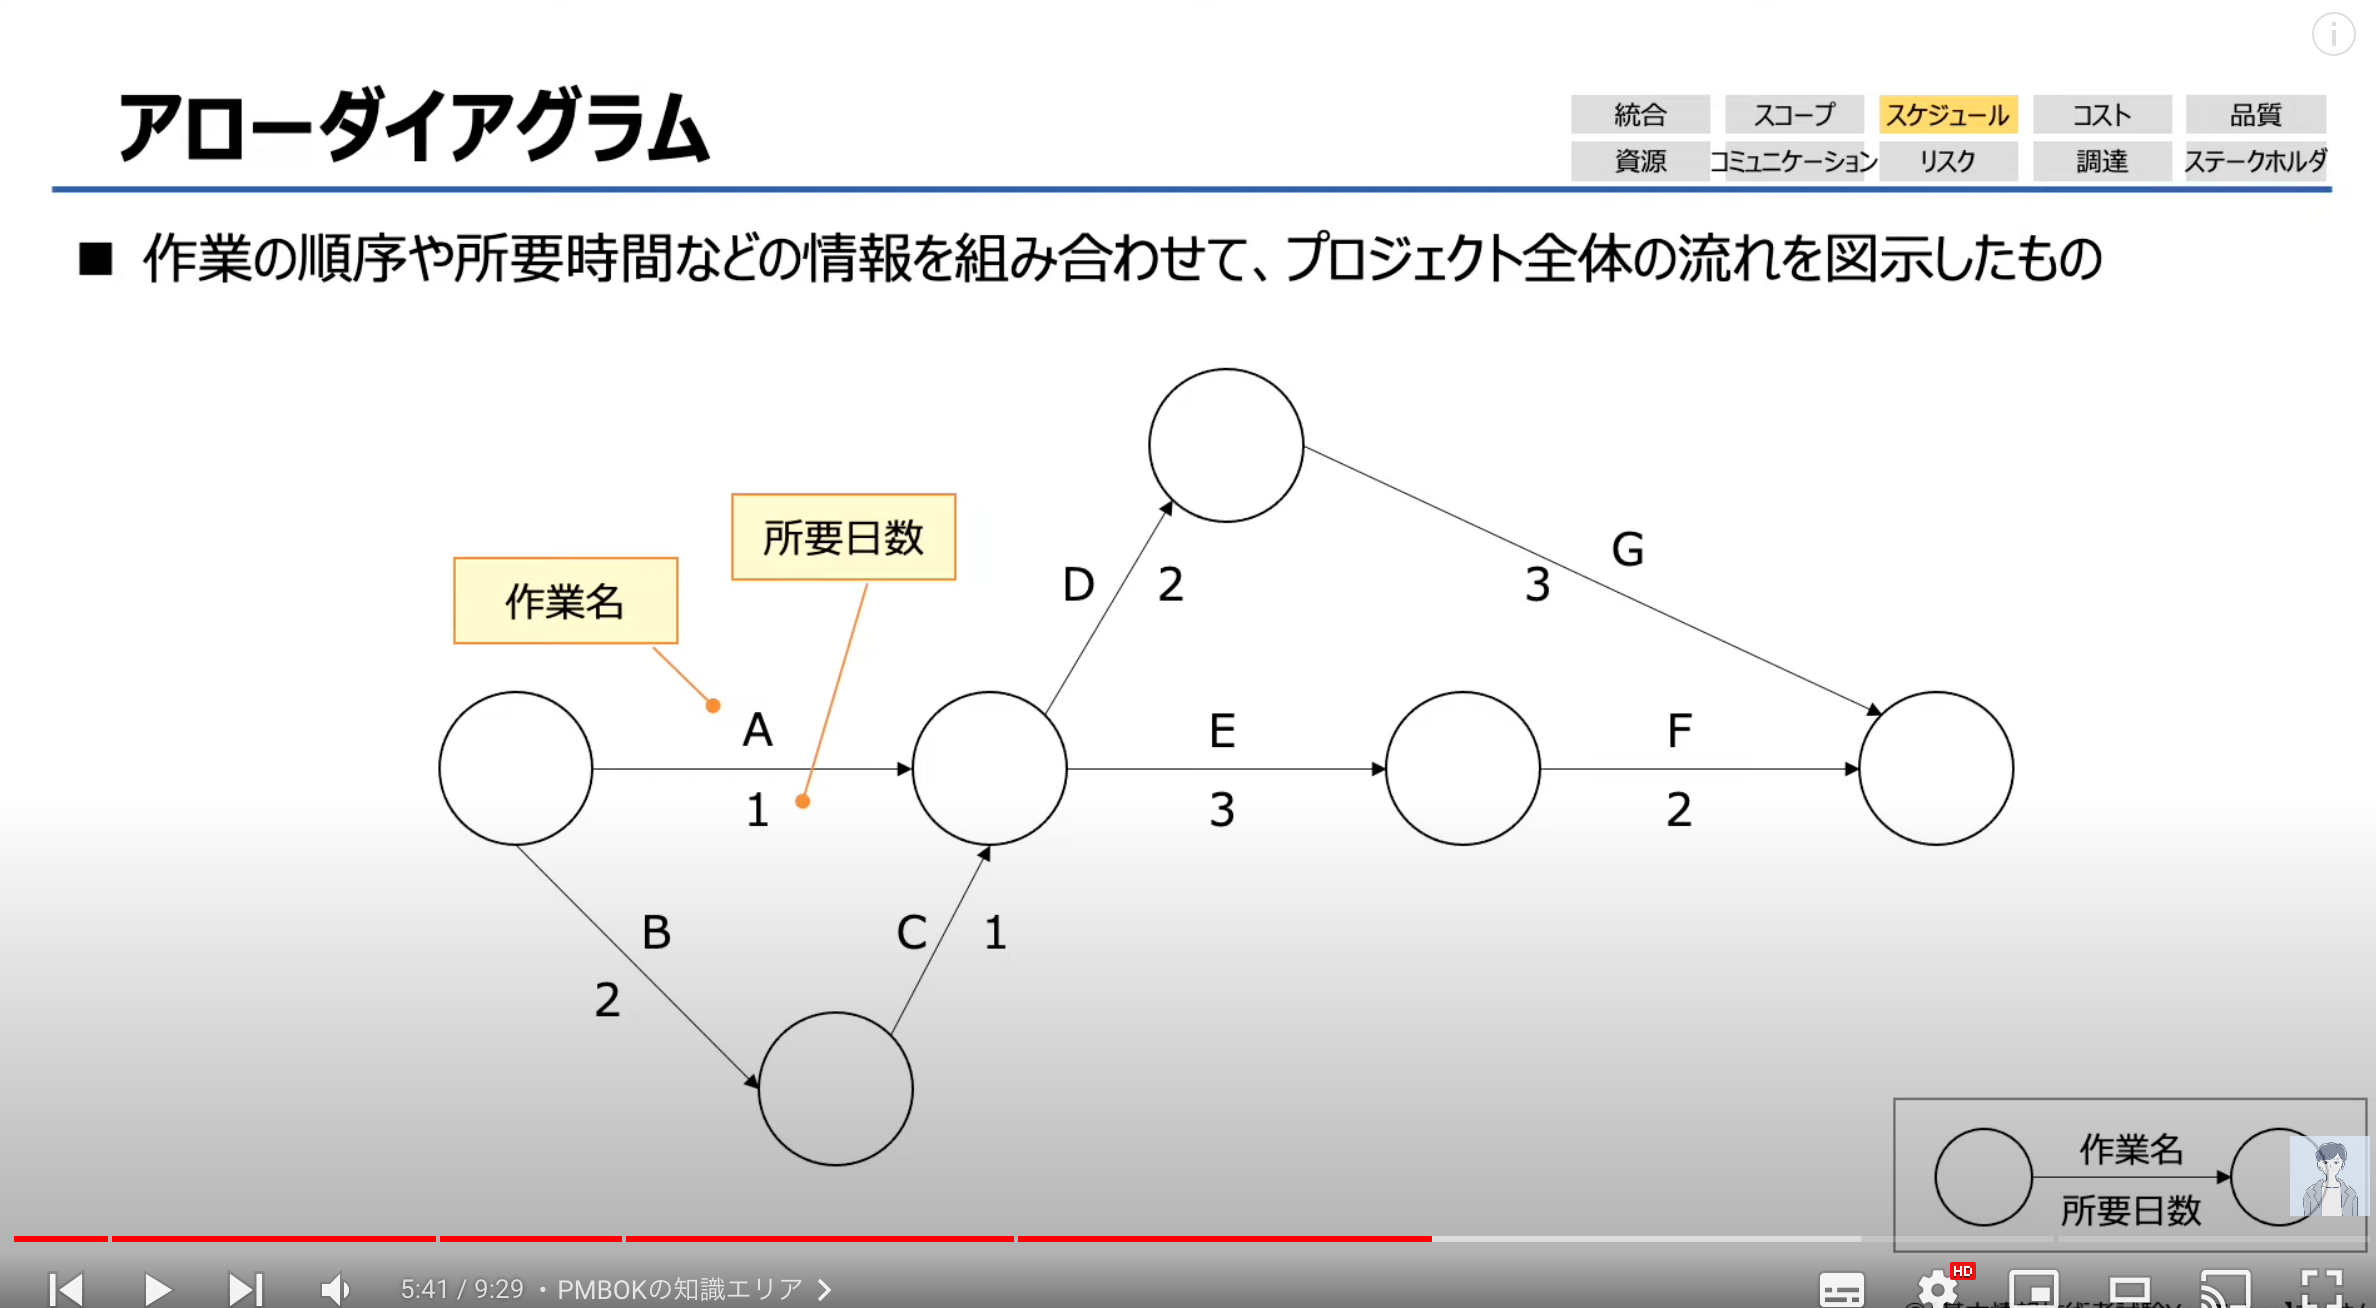 アローダイアグラム
統合 スコープ スケジュール コスト 品質
資源 コミュニケーション リスク 調達 ステークホルダ
■ 作業の順序や所要時間などの情報を組み合わせて、プロジェクト全体の流れを図示したもの
所要日数
作業名
D 2
G
3
A
1
E
3
F
2
B
2
C 1
作業名
所要日数
5:41 / 9:29 ・ PMBOKの知識エリア
HD